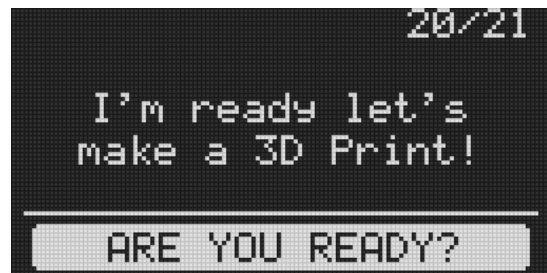 20/21
I'm ready let's
make a 3D Print!
ARE YOU READY?